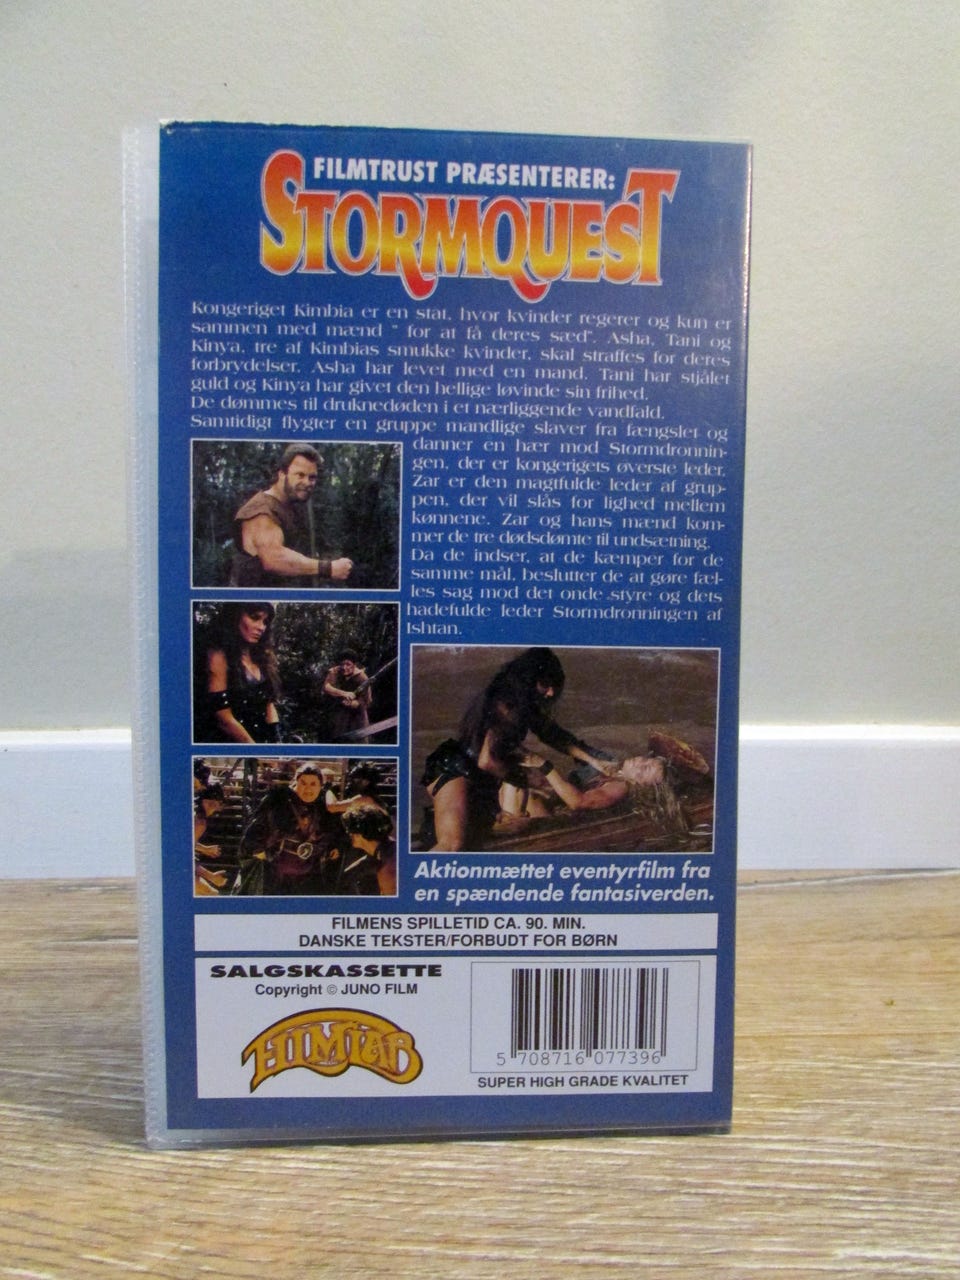 FILMTRUST PRÆSENTERER:
STORMQUEST
Kongeriget Kimbia er en stat, hvor kvinder regerer og kun er
sammen med mænd " for at få deres sæd". Asha, Tani og
Kinya, tre af Kimbias smukke kvinder, skal straffes for deres
forbrydelser. Asha har levet med en mand, Tani har stjålet
guld og Kinya har givet den hellige løvinde sin frihed.
De dømmes til druknedøden i et nærliggende vandfald.
Samtidigt flygter en gruppe mandlige slaver fra fængslet og
danner en hær mod Stormdronnin-
gen, der er kongerigets øverste leder.
Zar er den magtfulde leder af grup-
pen, der vil slås for lighed mellem
kønnene. Zar og hans mænd kom-
mer de tre dødsdømte til undsætning.
Da de indser, at de kæmper for de
samme mål, beslutter de at gøre fæl-
les sag mod det onde styre og dets
hadefulde leder Stormdronningen af
Ishtan.
Aktionmættet eventyrfilm fra
en spændende fantasiverden.
FILMENS SPILLETID CA. 90. MIN.
DANSKE TEKSTER/FORBUDT FOR BØRN
SALGSKASSETTE
Copyright © JUNO FILM
HIMLAB
5 708716 077396
SUPER HIGH GRADE KVALITET